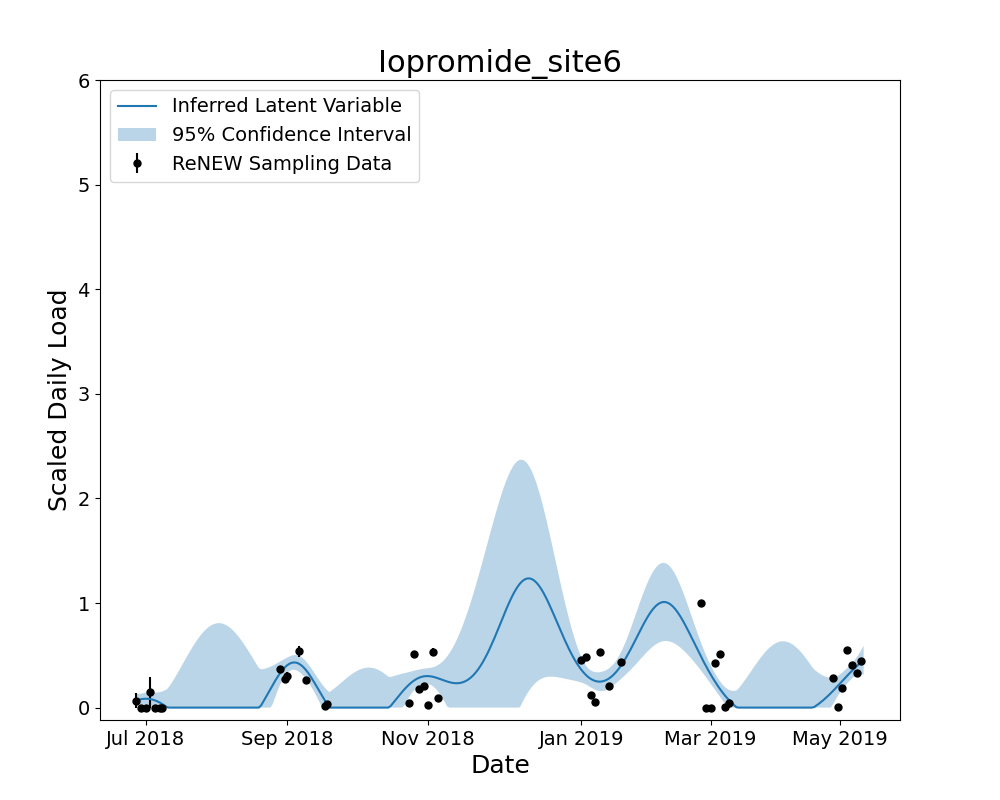 Iopromide_site6
6
5
4
3
2
1
0
Scaled Daily Load
Inferred Latent Variable
95% Confidence Interval
ReNEW Sampling Data
Jul 2018
Sep 2018
Nov 2018
Jan 2019
Mar 2019
May 2019
Date